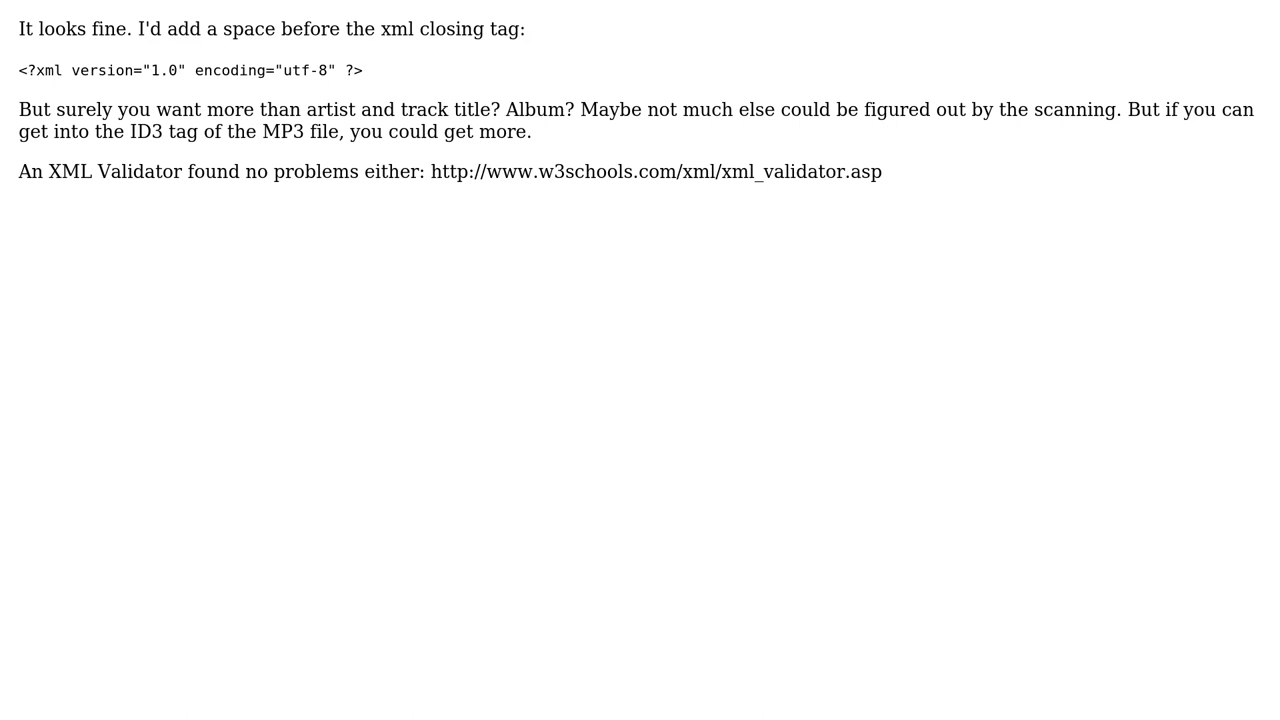 It looks fine. I'd add a space before the xml closing tag:
<?xml version="1.0" encoding="utf-8" ?>
But surely you want more than artist and track title? Album? Maybe not much else could be figured out by the scanning. But if you can
get into the ID3 tag of the MP3 file, you could get more.
An XML Validator found no problems either: http://www.w3schools.com/xml/xml_validator.asp